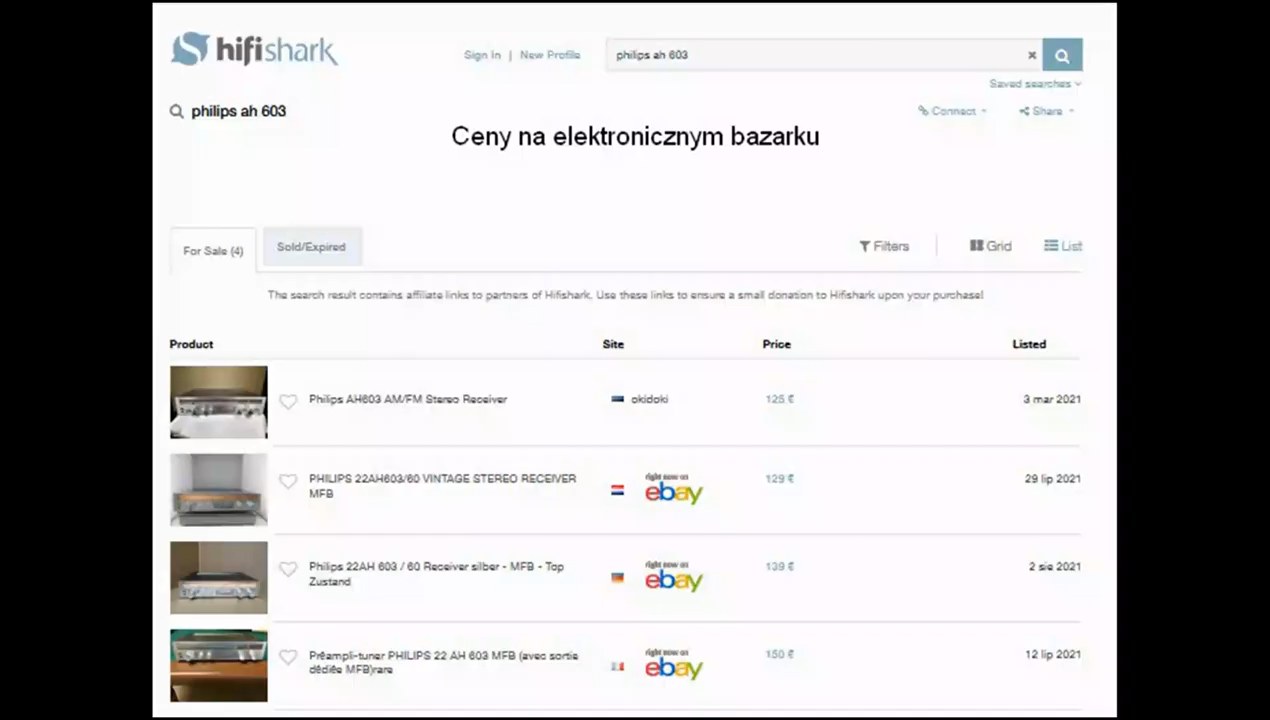 hifishark
Sign In | New Profile
philips ah 603
Saved searches
philips ah 603
Connect
Share
Ceny na elektronicznym bazarku
For Sale (4)
Sold/Expired
Filters
Grid
List
The search result contains affiliate links to partners of Hifishark. Use these links to ensure a small donation to Hifishark upon your purchase!
Product Site Price Listed
Philips AH603 AM/FM Stereo Receiver
okidoki
125 €
3 mar 2021
PHILIPS 22AH603/60 VINTAGE STEREO RECEIVER
MFB
right now on
ebay
129 €
29 lip 2021
Philips 22AH 603 / 60 Receiver silber - MFB - Top
Zustand
right now on
ebay
139 €
2 sie 2021
Préampli-tuner PHILIPS 22 AH 603 MFB (avec sortie
dédiée MFB)rare
right now on
ebay
150 €
12 lip 2021